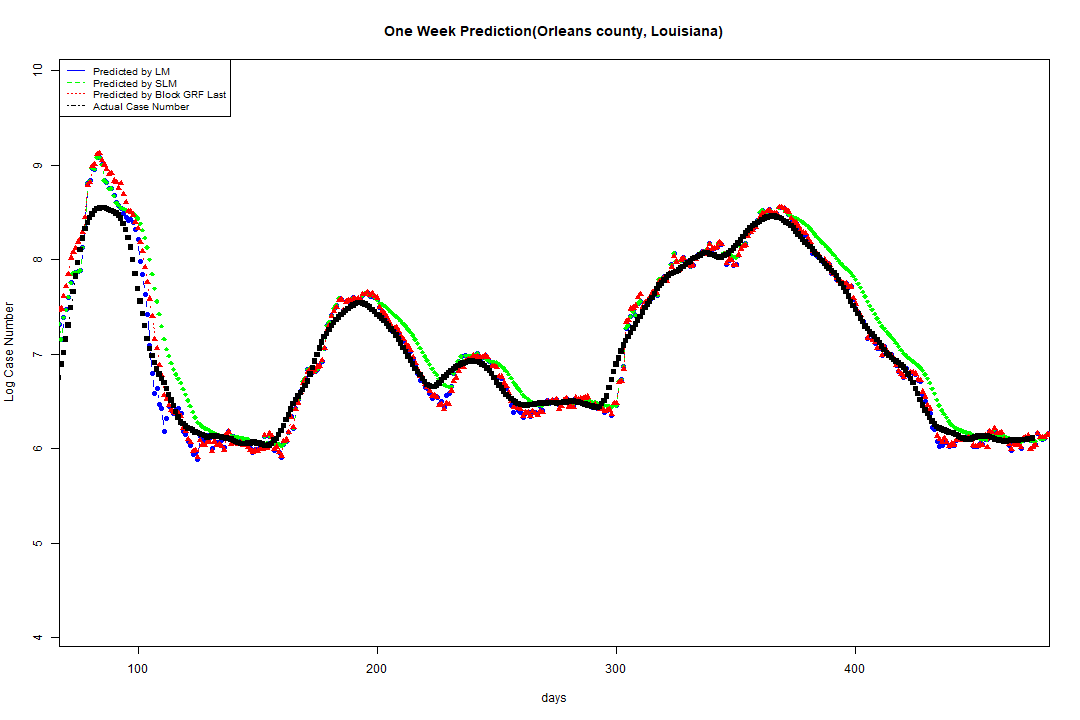 One Week Prediction(Orleans county, Louisiana)
Predicted by LM
Predicted by SLM
Predicted by Block GRF Last
Actual Case Number
10
9
8
7
6
5
4
Log Case Number
100
200
300
400
days